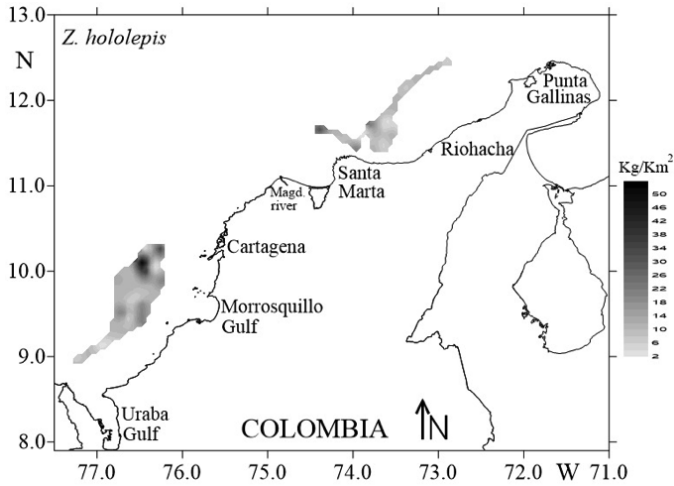 13.0
Z. hololepis
N
12.0
Punta
Gallinas
Riohacha
Kg/Km²
Santa
Marta
11.0
Magd.
river
50
46
42
38
34
30
26
22
18
14
10
6
2
Cartagena
10.0
Morrosquillo
Gulf
9.0
Uraba
Gulf
COLOMBIA
N
8.0
77.0 76.0 75.0 74.0 73.0 72.0 W 71.0